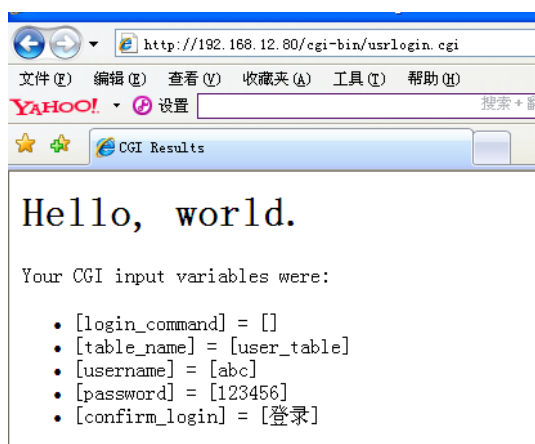 http://192.168.12.80/cgi-bin/usrlogin.cgi
文件(F) 编辑(E) 查看(V) 收藏夹(A) 工具(T) 帮助(H)
YAHOO! 设置 搜索+
CGI Results
Hello, world.
Your CGI input variables were:
• [login_command] = []
• [table_name] = [user_table]
• [username] = [abc]
• [password] = [123456]
• [confirm_login] = [登录]